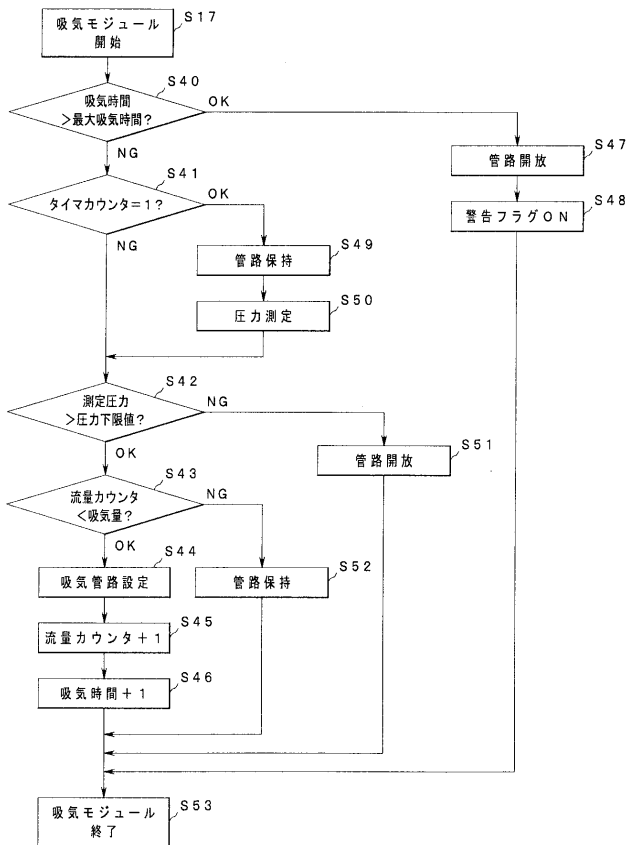 吸気モジュール
開始
S17
吸気時間
>最大吸気時間?
S40
OK
NG
管路開放
S47
タイマカウンタ=1?
S41
OK
NG
警告フラグON
S48
管路保持
S49
圧力測定
S50
測定圧力
>圧力下限値?
S42
NG
OK
管路開放
S51
流量カウンタ
<吸気量?
S43
NG
OK
吸気管路設定
S44
管路保持
S52
流量カウンタ+1
S45
吸気時間+1
S46
吸気モジュール
終了
S53